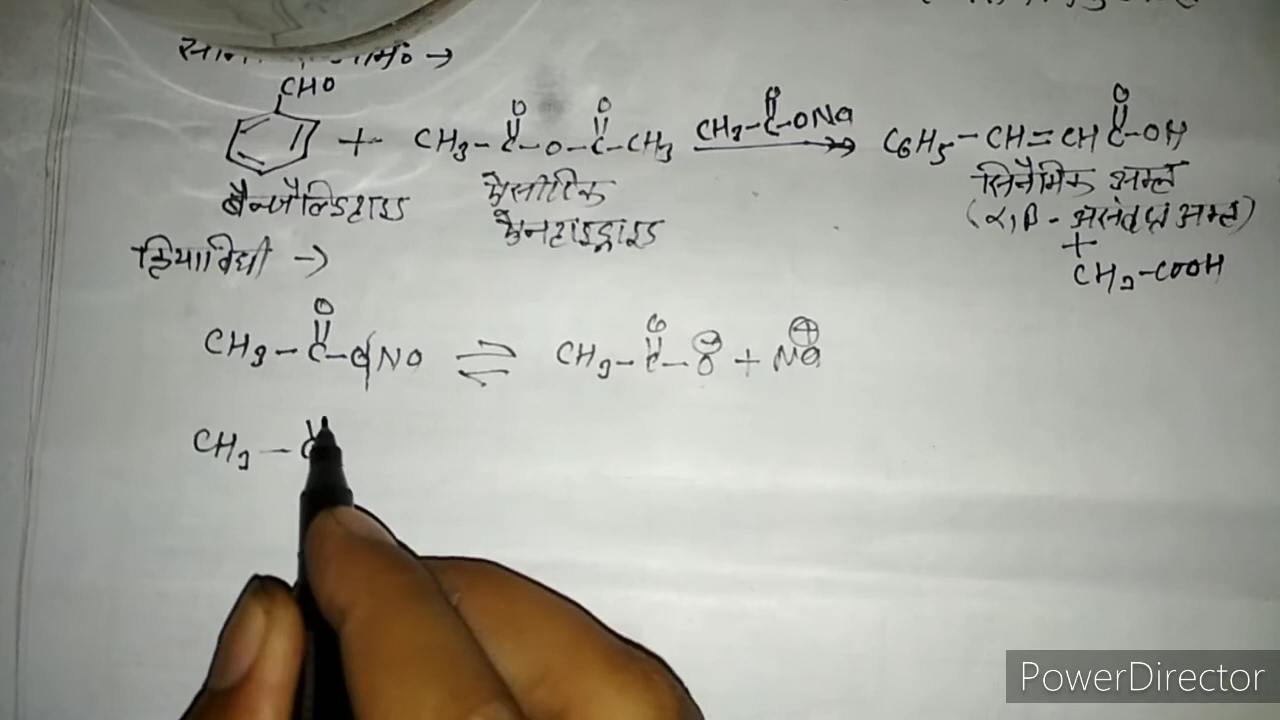 CHO
O O O O
+ CH3-C-O-C-CH3 CH3-C-ONa C6H5-CH=CH C-OH
बैन्जैल्डिहाइड ऐसीटिक सिनैमिक अम्ल
ऐनहाइड्राइड (α,β-असंतृप्त अम्ल)
+
CH3-COOH
क्रियाविधी →
O O ⊖ ⊕
CH3-C-ONa ⇌ CH3-C-O + Na
CH3-C
PowerDirector